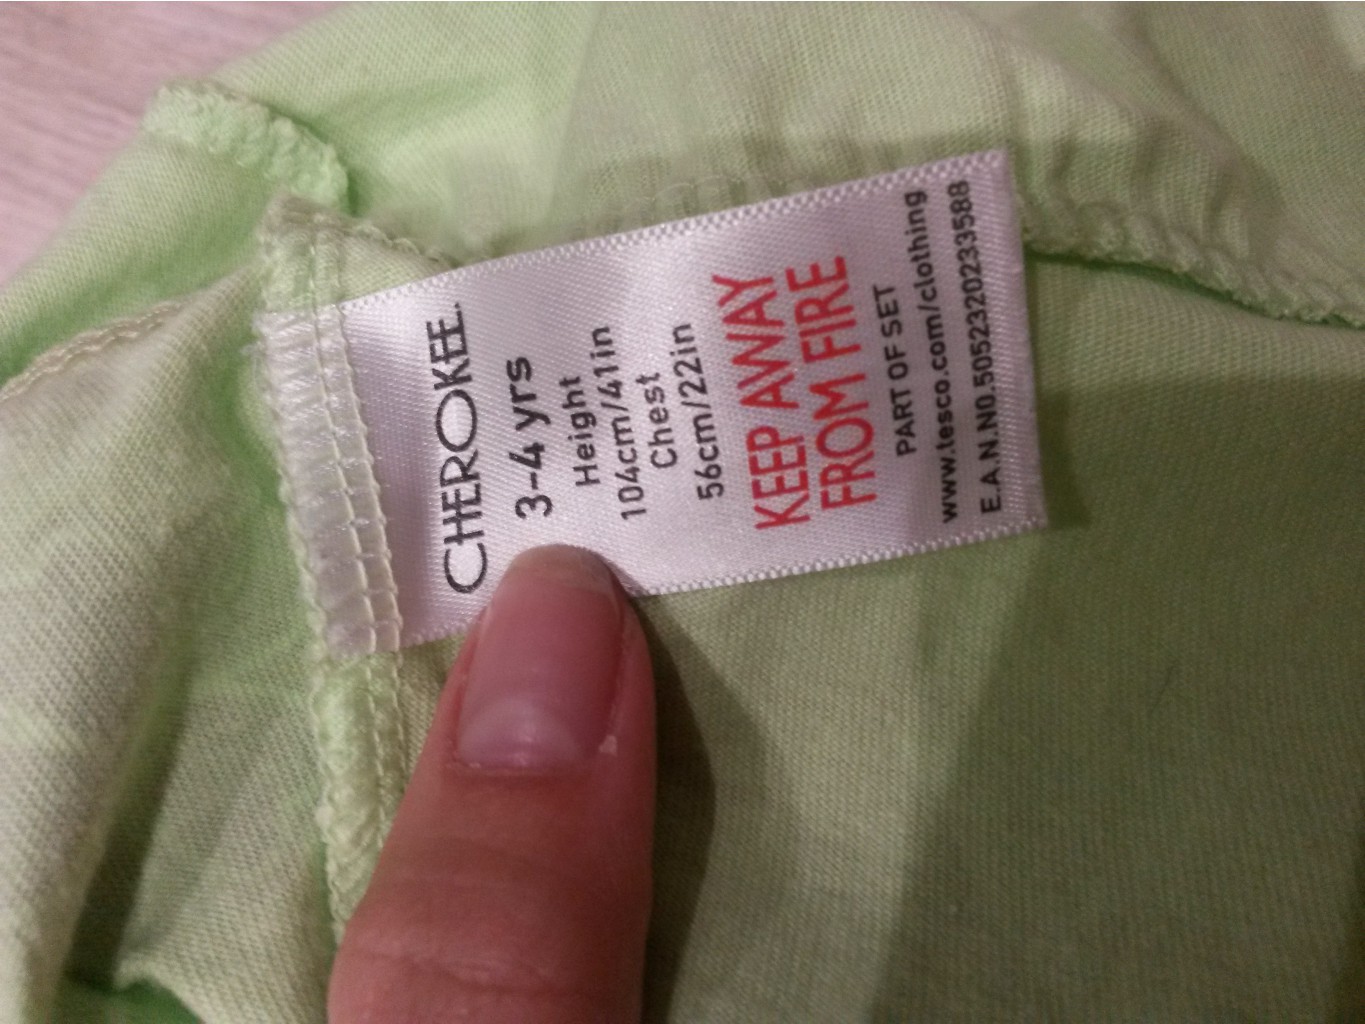 CHEROKEE.
3-4 yrs
Height
104cm/41in
Chest
56cm/22in
KEEP AWAY
FROM FIRE
PART OF SET
www.tesco.com/clothing
E.A.N.NO.5052320233588